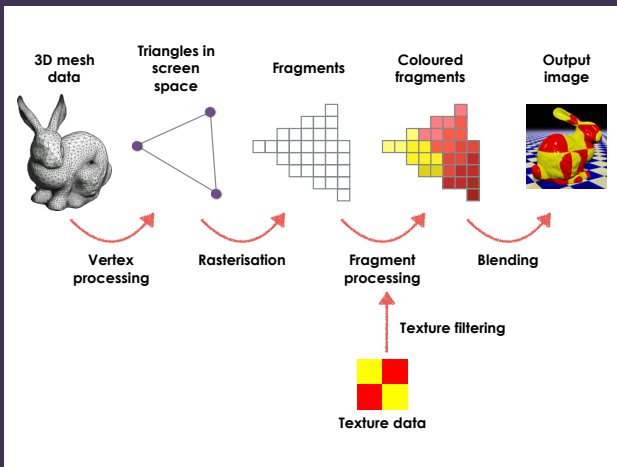 3D mesh
data
Triangles in
screen
space
Fragments
Coloured
fragments
Output
image
Vertex
processing
Rasterisation
Fragment
processing
Blending
Texture filtering
Texture data